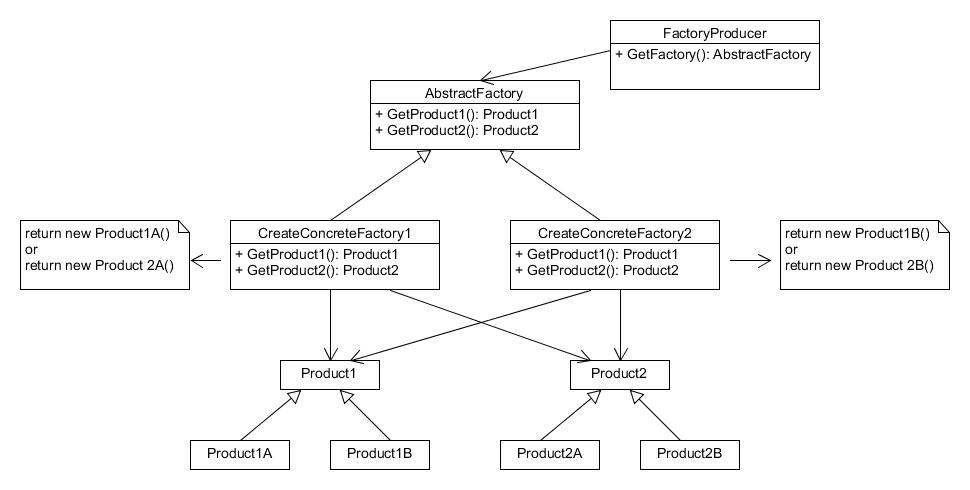 FactoryProducer
+ GetFactory(): AbstractFactory
AbstractFactory
+ GetProduct1(): Product1
+ GetProduct2(): Product2
return new Product1A()
or
return new Product 2A()
CreateConcreteFactory1
+ GetProduct1(): Product1
+ GetProduct2(): Product2
CreateConcreteFactory2
+ GetProduct1(): Product1
+ GetProduct2(): Product2
return new Product1B()
or
return new Product 2B()
Product1
Product2
Product1A
Product1B
Product2A
Product2B